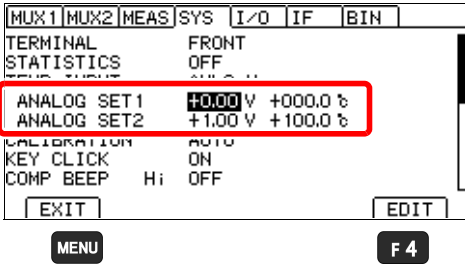 MUX1 MUX2 MEAS SYS I/O IF BIN
TERMINAL FRONT
STATISTICS OFF
ANALOG SET1 +0.00 V +000.0 ℃
ANALOG SET2 +1.00 V +100.0 ℃
CALIBRATION AUTO
KEY CLICK ON
COMP BEEP Hi OFF
EXIT EDIT
MENU F4